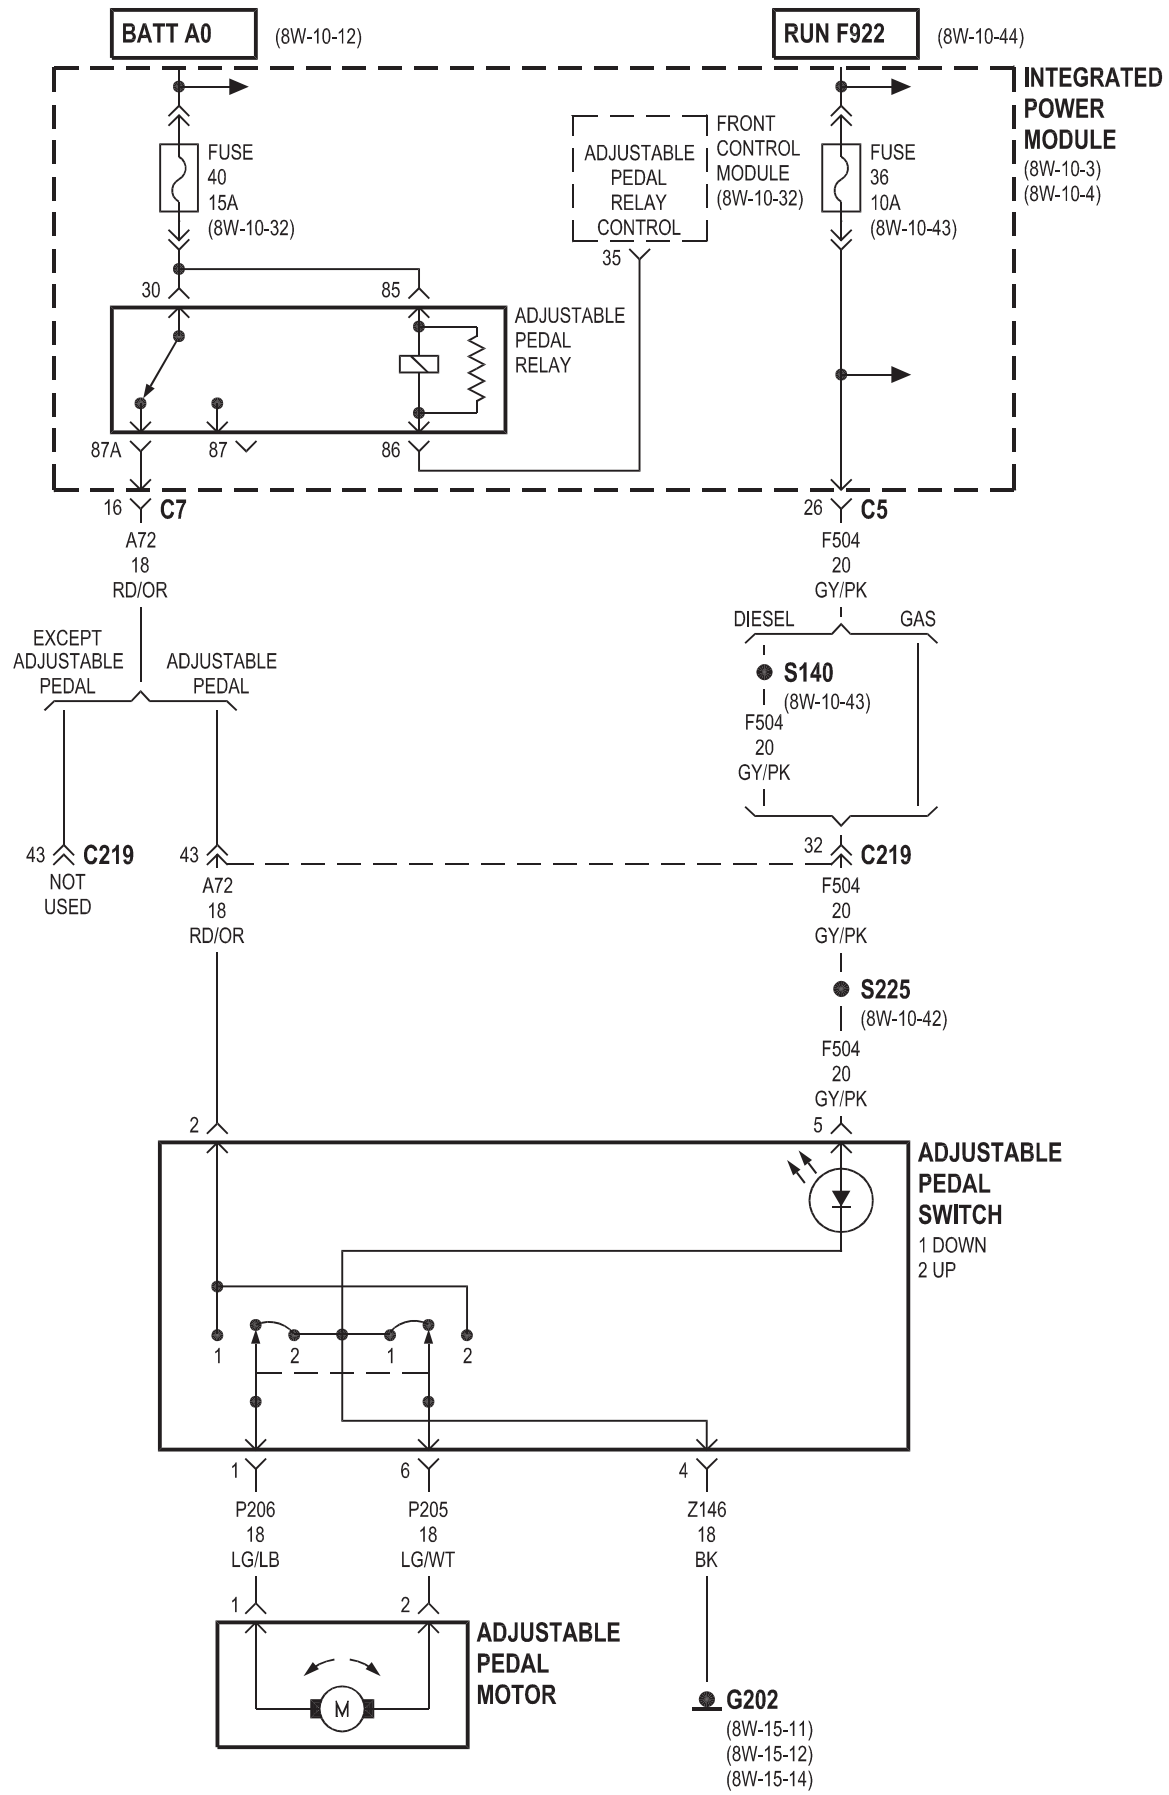 BATT A0
(8W-10-12)
RUN F922
(8W-10-44)
INTEGRATED
POWER
MODULE
(8W-10-3)
(8W-10-4)
FUSE
40
15A
(8W-10-32)
ADJUSTABLE
PEDAL
RELAY
CONTROL
FRONT
CONTROL
MODULE
(8W-10-32)
FUSE
36
10A
(8W-10-43)
35
30
85
ADJUSTABLE
PEDAL
RELAY
87A
87
86
16
C7
26
C5
A72
18
RD/OR
F504
20
GY/PK
EXCEPT
ADJUSTABLE
PEDAL
ADJUSTABLE
PEDAL
DIESEL
GAS
S140
(8W-10-43)
F504
20
GY/PK
43
C219
NOT
USED
43
A72
18
RD/OR
32
C219
F504
20
GY/PK
S225
(8W-10-42)
F504
20
GY/PK
2
5
ADJUSTABLE
PEDAL
SWITCH
1 DOWN
2 UP
1
2
1
2
1
6
4
P206
18
LG/LB
P205
18
LG/WT
Z146
18
BK
1
2
ADJUSTABLE
PEDAL
MOTOR
M
G202
(8W-15-11)
(8W-15-12)
(8W-15-14)